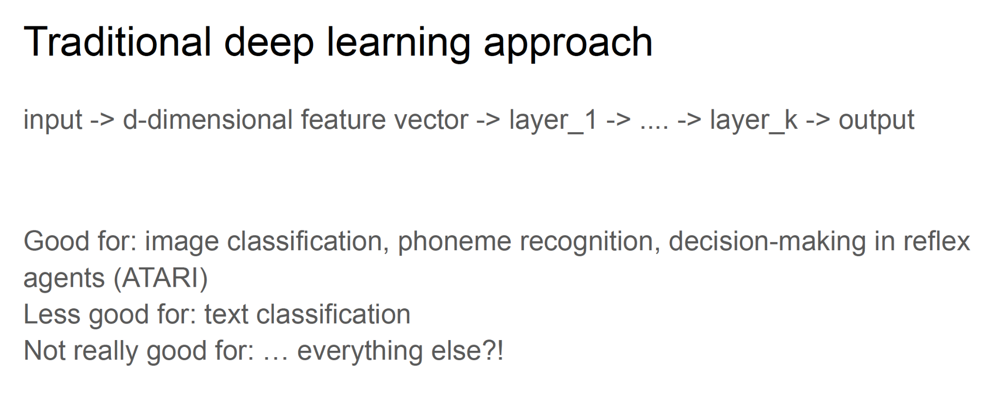 Traditional deep learning approach
input -> d-dimensional feature vector -> layer_1 -> .... -> layer_k -> output
Good for: image classification, phoneme recognition, decision-making in reflex
agents (ATARI)
Less good for: text classification
Not really good for: … everything else?!